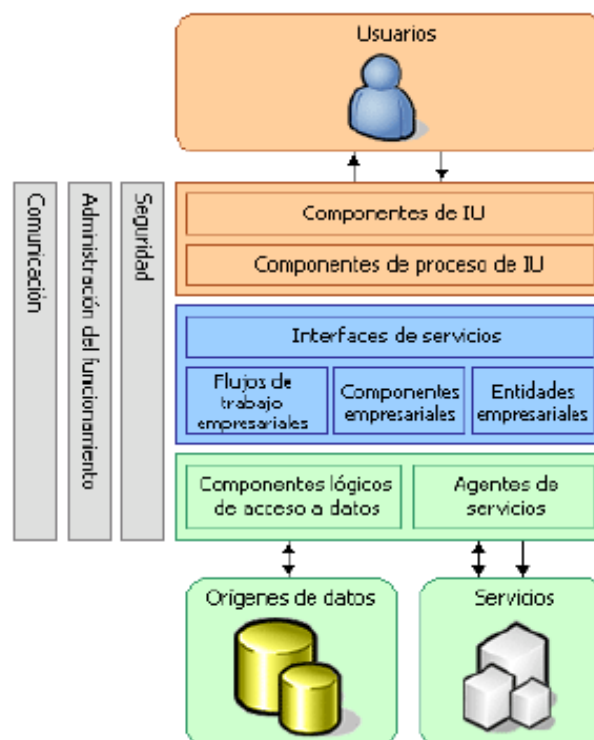 Usuarios
Comunicación
Administración del funcionamiento
Seguridad
Componentes de IU
Componentes de proceso de IU
Interfaces de servicios
Flujos de
trabajo
empresariales
Componentes
empresariales
Entidades
empresariales
Componentes lógicos
de acceso a datos
Agentes de
servicios
Orígenes de datos
Servicios